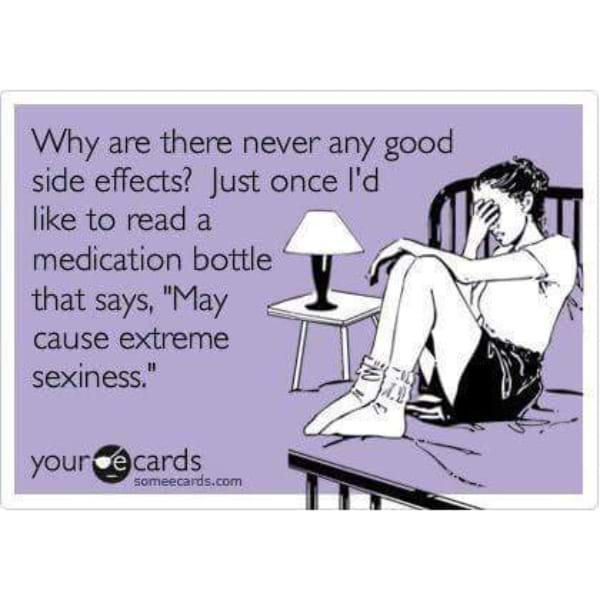 Why are there never any good
side effects?  Just once I'd
like to read a
medication bottle
that says, "May
cause extreme
sexiness."
your e cards
someecards.com